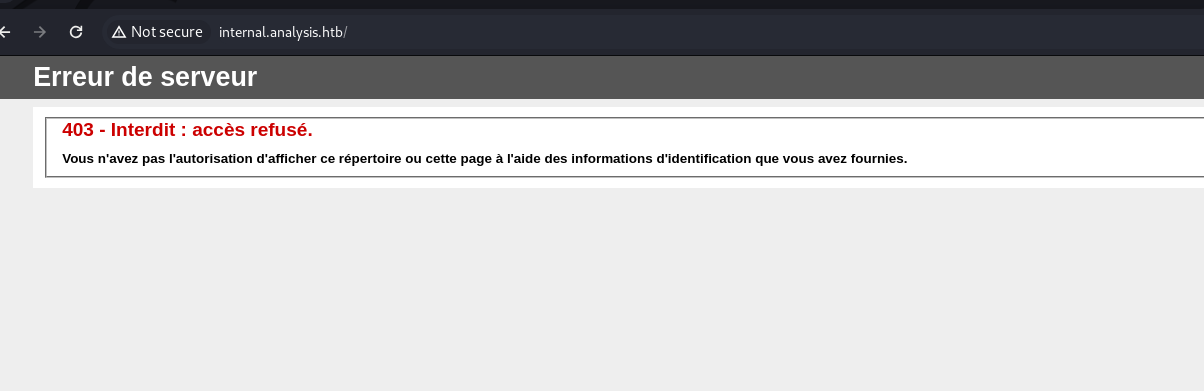 Not secure internal.analysis.htb/
Erreur de serveur
403 - Interdit : accès refusé.
Vous n'avez pas l'autorisation d'afficher ce répertoire ou cette page à l'aide des informations d'identification que vous avez fournies.